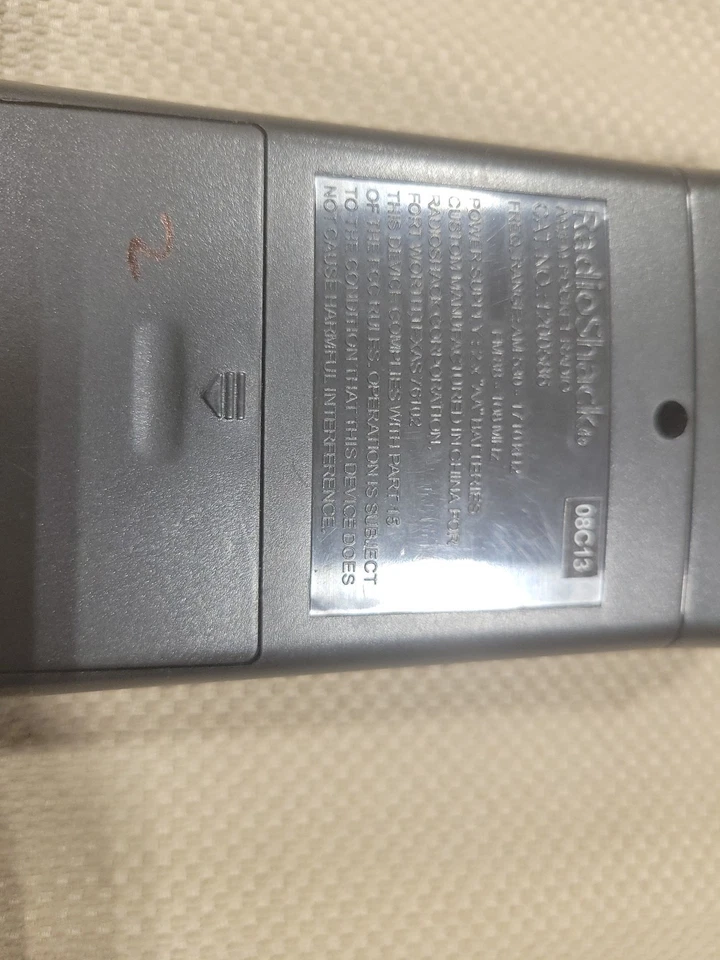 RadioShack®
08C13
AM/FM POCKET RADIO
CAT. NO.:
FREQ. RANGE: AM 530 - 1710 kHz
FM 88 - 108 MHz
POWER SUPPLY: 2 x "AA" BATTERIES
CUSTOM MANUFACTURED IN CHINA FOR
RADIOSHACK CORPORATION
FORT WORTH, TEXAS 76102
THIS DEVICE COMPLIES WITH PART 15
OF THE FCC RULES. OPERATION IS SUBJECT
TO THE CONDITION THAT THIS DEVICE DOES
NOT CAUSE HARMFUL INTERFERENCE.
2